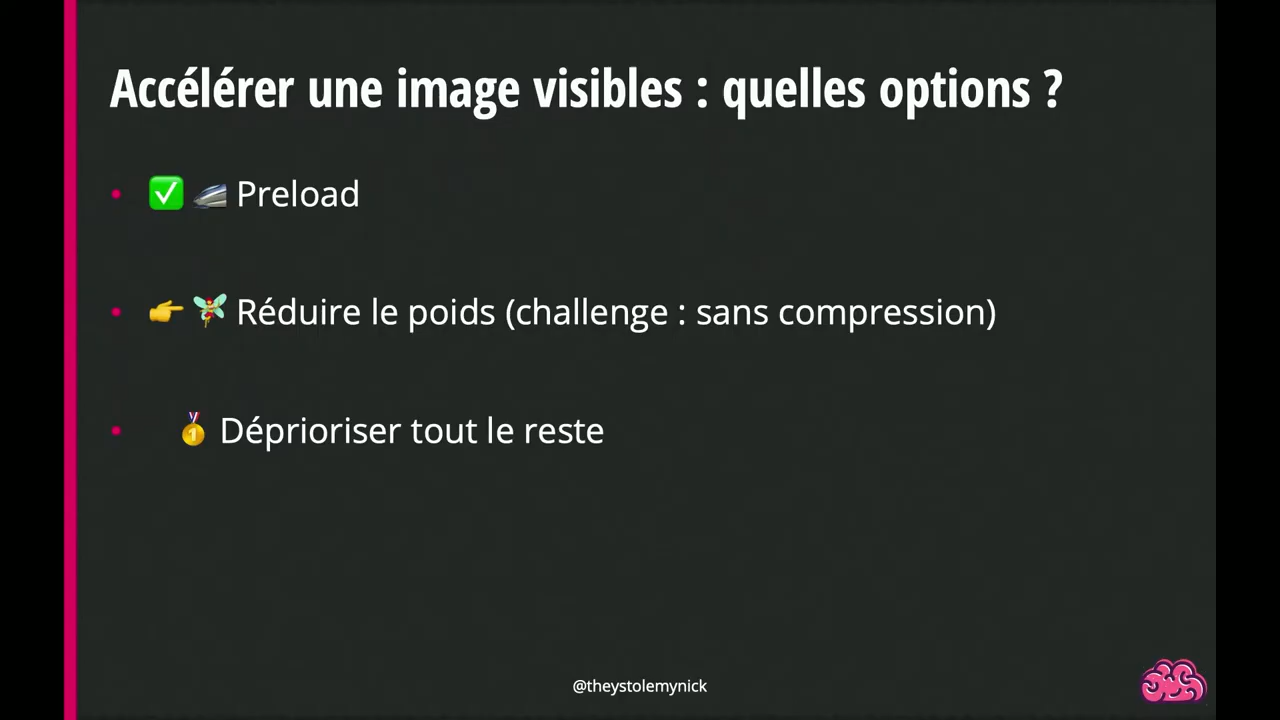 Accélérer une image visibles : quelles options ?
• ✅ 🚄 Preload
• 👉 🧚 Réduire le poids (challenge : sans compression)
• 🥇 Déprioriser tout le reste
@theystolemynick